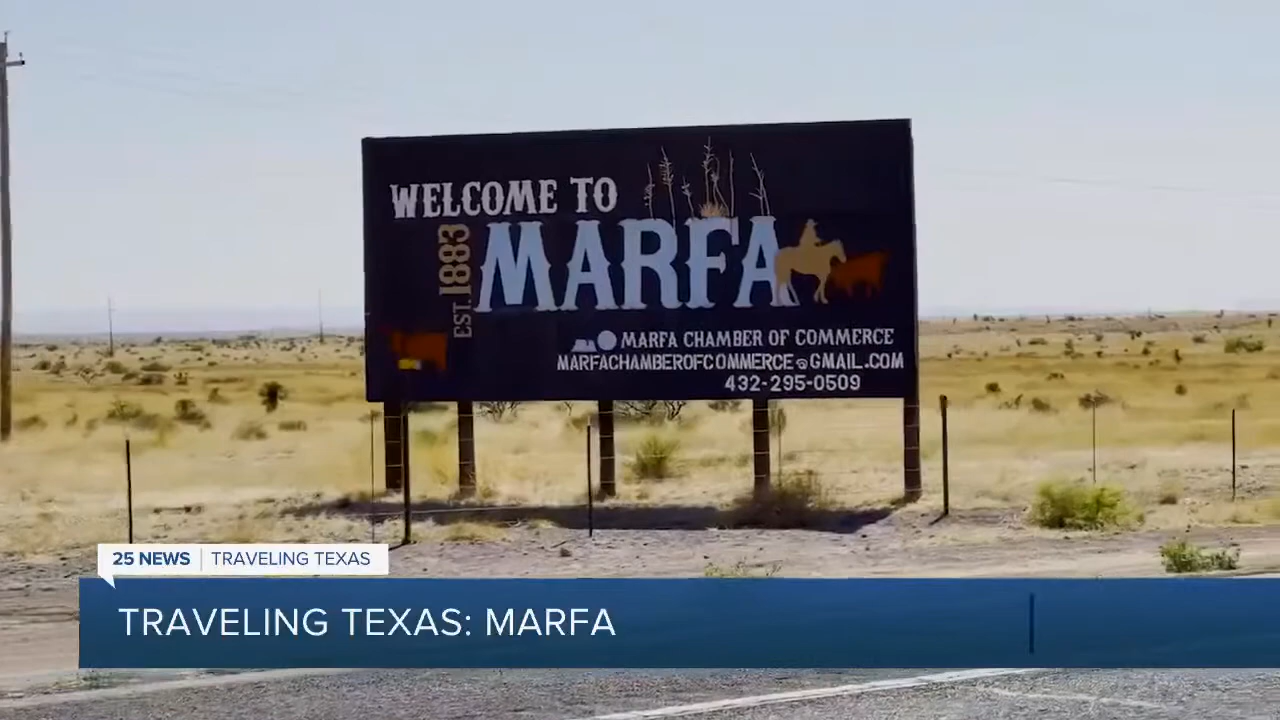 WELCOME TO
EST. 1883
MARFA
MARFA CHAMBER OF COMMERCE
MARFACHAMBEROFCOMMERCE@GMAIL.COM
432-295-0509
25 NEWS | TRAVELING TEXAS
TRAVELING TEXAS: MARFA